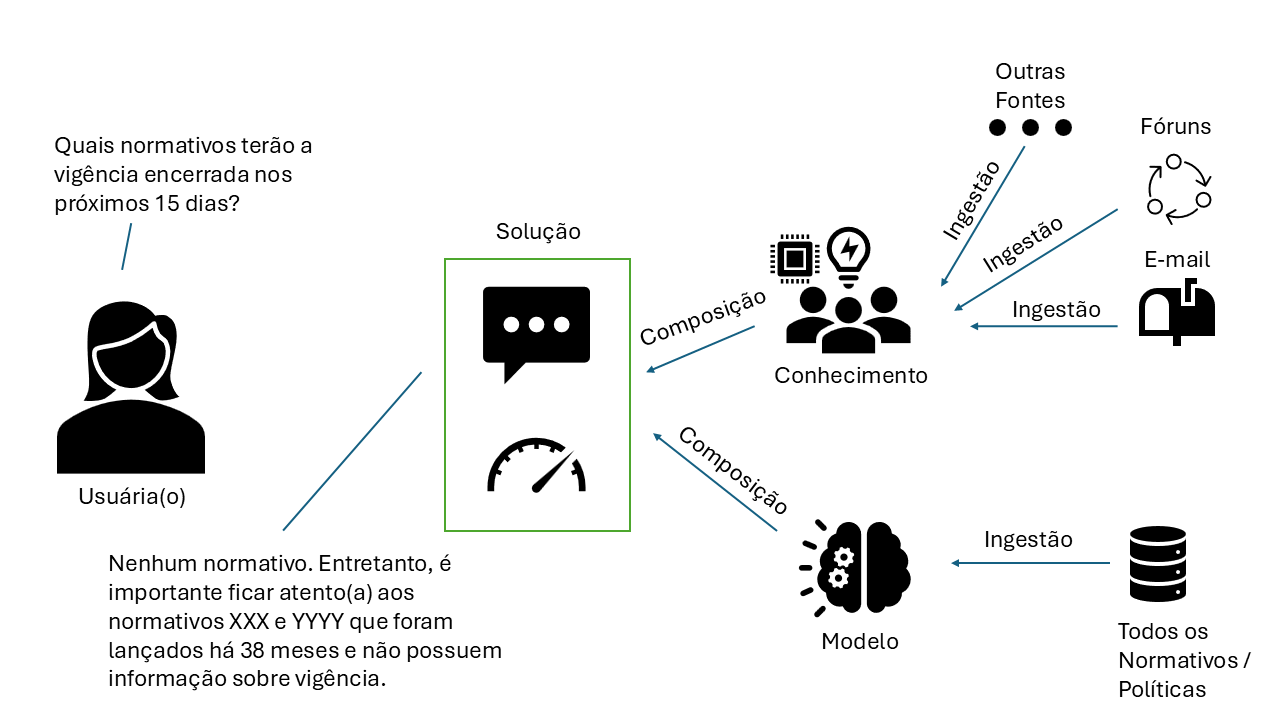 Outras
Fontes
Fóruns
Quais normativos terão a
vigência encerrada nos
próximos 15 dias?
Ingestão
Ingestão
Solução
E-mail
Composição
Ingestão
Conhecimento
Composição
Usuária(o)
Ingestão
Nenhum normativo. Entretanto, é
importante ficar atento(a) aos
normativos XXX e YYYY que foram
lançados há 38 meses e não possuem
informação sobre vigência.
Modelo
Todos os
Normativos /
Políticas